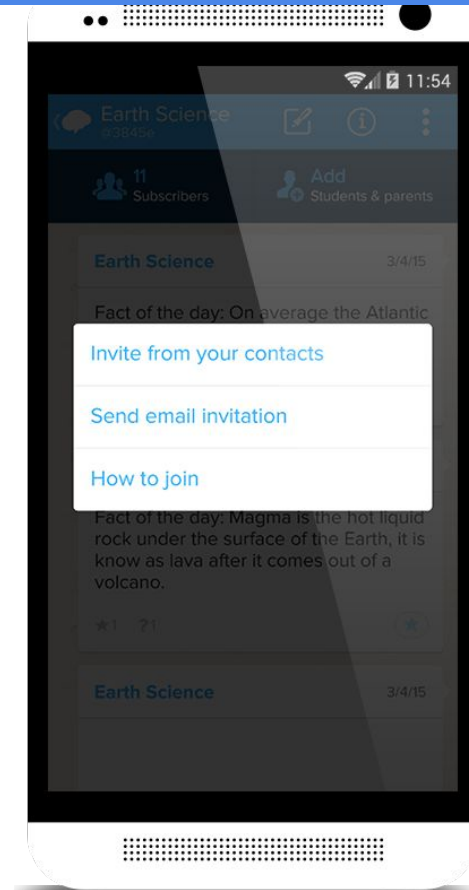 11:54
Earth Science
@3845e
11
Subscribers
Add
Students & parents
Earth Science
3/4/15
Fact of the day: On average the Atlantic
Invite from your contacts
Send email invitation
How to join
Fact of the day: Magma is the hot liquid
rock under the surface of the Earth, it is
know as lava after it comes out of a
volcano.
★1 ?1
Earth Science
3/4/15